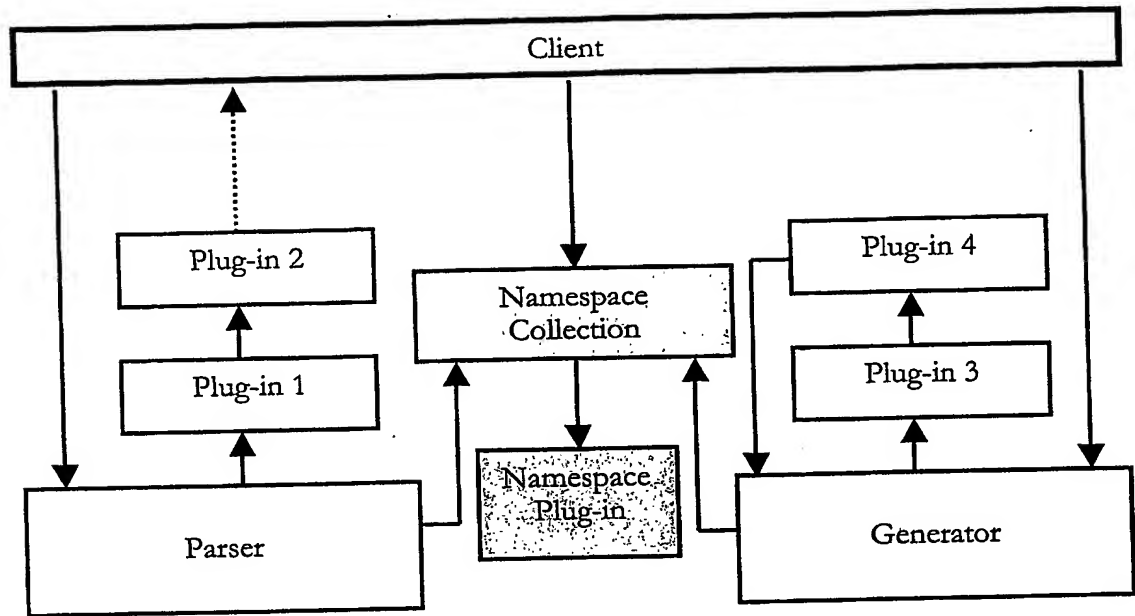 Client
Plug-in 2
Plug-in 4
Namespace
Collection
Plug-in 1
Plug-in 3
Namespace
Plug-in
Parser
Generator